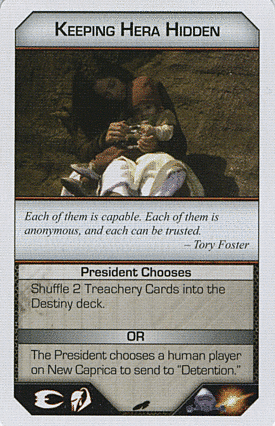 KEEPING HERA HIDDEN
Each of them is capable. Each of them is
anonymous, and each can be trusted.
– Tory Foster
President Chooses
Shuffle 2 Treachery Cards into the
Destiny deck.
OR
The President chooses a human player
on New Caprica to send to "Detention."